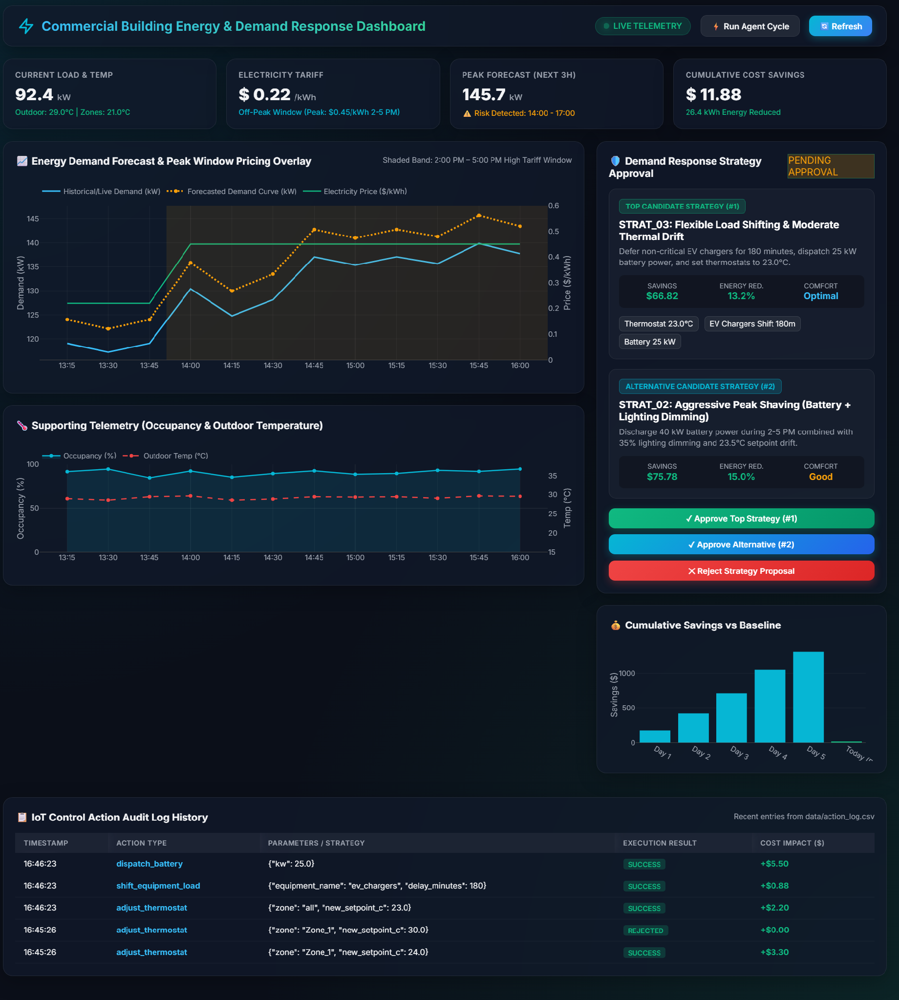 Commercial Building Energy & Demand Response Dashboard
LIVE TELEMETRY
Run Agent Cycle
Refresh
CURRENT LOAD & TEMP
92.4 kW
Outdoor: 29.0°C | Zones: 21.0°C
ELECTRICITY TARIFF
$ 0.22 /kWh
Off-Peak Window (Peak: $0.45/kWh 2-5 PM)
PEAK FORECAST (NEXT 3H)
145.7 kW
Risk Detected: 14:00 - 17:00
CUMULATIVE COST SAVINGS
$ 11.88
26.4 kWh Energy Reduced
Energy Demand Forecast & Peak Window Pricing Overlay
Shaded Band: 2:00 PM – 5:00 PM High Tariff Window
Historical/Live Demand (kW)
Forecasted Demand Curve (kW)
Electricity Price ($/kWh)
Demand (kW)
145
140
135
130
125
120
0.6
0.5
0.4
0.3
0.2
0.1
0
Price ($/kWh)
13:15 13:30 13:45 14:00 14:15 14:30 14:45 15:00 15:15 15:30 15:45 16:00
Supporting Telemetry (Occupancy & Outdoor Temperature)
Occupancy (%)
Outdoor Temp (°C)
Occupancy (%)
100
50
0
35
30
25
20
15
Temp (°C)
13:15 13:30 13:45 14:00 14:15 14:30 14:45 15:00 15:15 15:30 15:45 16:00
Demand Response Strategy
Approval
PENDING
APPROVAL
TOP CANDIDATE STRATEGY (#1)
STRAT_03: Flexible Load Shifting & Moderate
Thermal Drift
Defer non-critical EV chargers for 180 minutes, dispatch 25 kW
battery power, and set thermostats to 23.0°C.
SAVINGS ENERGY RED. COMFORT
$66.82 13.2% Optimal
Thermostat 23.0°C
EV Chargers Shift 180m
Battery 25 kW
ALTERNATIVE CANDIDATE STRATEGY (#2)
STRAT_02: Aggressive Peak Shaving (Battery +
Lighting Dimming)
Discharge 40 kW battery power during 2-5 PM combined with
35% lighting dimming and 23.5°C setpoint drift.
SAVINGS ENERGY RED. COMFORT
$75.78 15.0% Good
✓ Approve Top Strategy (#1)
✓ Approve Alternative (#2)
✕ Reject Strategy Proposal
Cumulative Savings vs Baseline
Savings ($)
1000
500
0
Day 1 Day 2 Day 3 Day 4 Day 5 Today
IoT Control Action Audit Log History
Recent entries from data/action_log.csv
TIMESTAMP ACTION TYPE PARAMETERS / STRATEGY EXECUTION RESULT COST IMPACT ($)
16:46:23 dispatch_battery {"kw": 25.0} SUCCESS +$5.50
16:46:23 shift_equipment_load {"equipment_name": "ev_chargers", "delay_minutes": 180} SUCCESS +$0.88
16:46:23 adjust_thermostat {"zone": "all", "new_setpoint_c": 23.0} SUCCESS +$2.20
16:45:26 adjust_thermostat {"zone": "Zone_1", "new_setpoint_c": 30.0} REJECTED +$0.00
16:45:26 adjust_thermostat {"zone": "Zone_1", "new_setpoint_c": 24.0} SUCCESS +$3.30